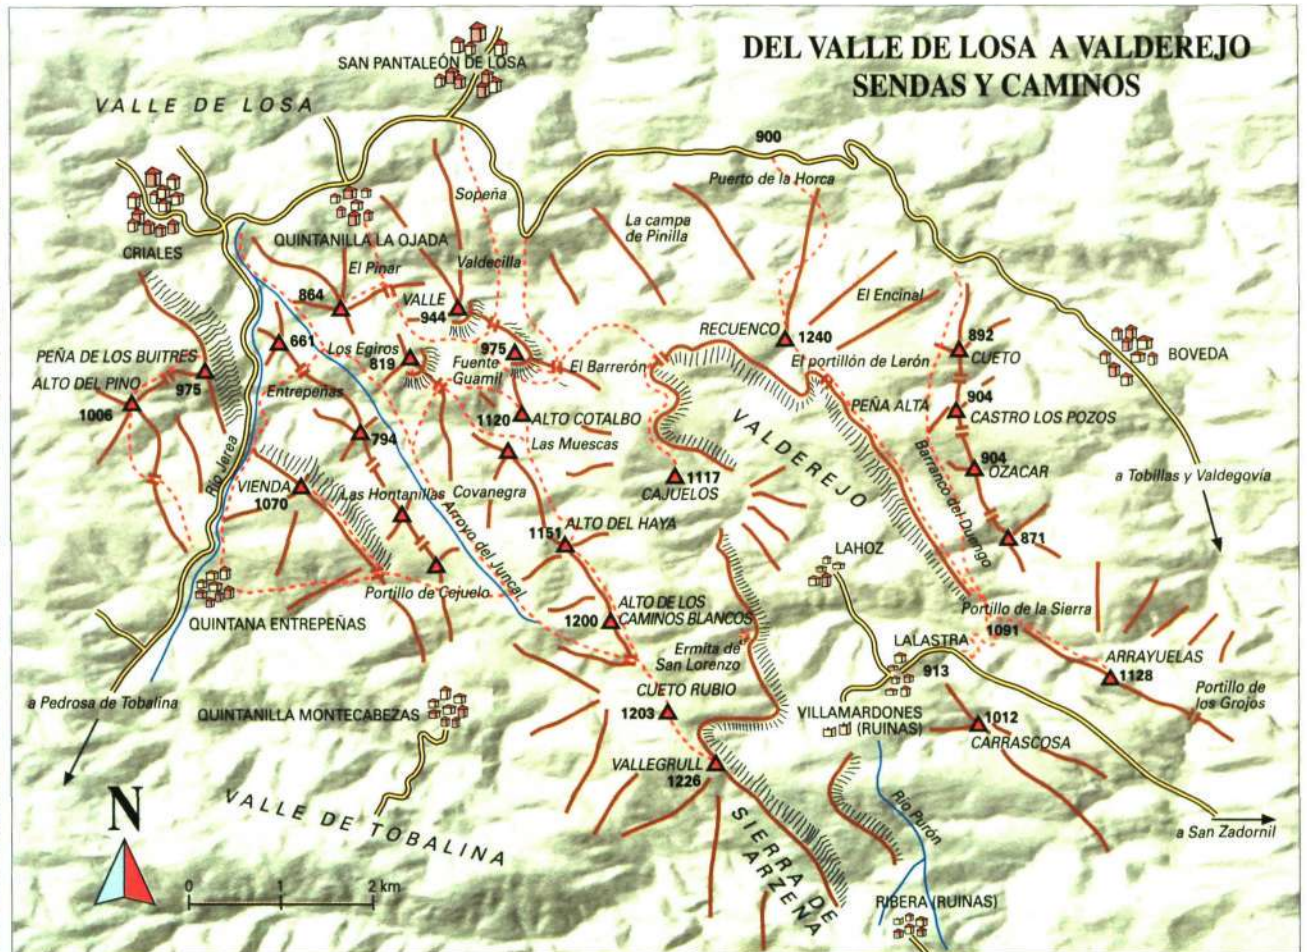 DEL VALLE DE LOSA A VALDEREJO
SENDAS Y CAMINOS
SAN PANTALEÓN DE LOSA
VALLE DE LOSA
900
Puerto de la Horca
Sopeña
La campa
de Pinilla
CRIALES
QUINTANILLA LA OJADA
El Pinar
Valdecilla
864
VALLE
944
El Encinal
RECUENCO
1240
892
CUETO
BOVEDA
661
Los Egiros
819
975
Fuente
Guamil
El Barrerón
El portillón de Lerón
PEÑA DE LOS BUITRES
975
ALTO DEL PINO
1006
Entrepeñas
1120
ALTO COTALBO
VALDEREJO
PEÑA ALTA
904
CASTRO LOS POZOS
794
Las Muescas
Río Jerea
904
OZACAR
a Tobillas y Valdegovía
VIENDA
1070
Las Hontanillas
Covanegra
1117
CAJUELOS
Barranco del Durengo
Arroyo del Juncal
1151
ALTO DEL HAYA
871
LAHOZ
Portillo de Cejuelo
QUINTANA ENTREPEÑAS
1200
ALTO DE LOS
CAMINOS BLANCOS
Portillo de la Sierra
1091
LALASTRA
913
Ermita de
San Lorenzo
ARRAYUELAS
1128
CUETO RUBIO
1203
Portillo de
los Grojos
a Pedrosa de Tobalina
QUINTANILLA MONTECABEZAS
VILLAMARDONES
(RUINAS)
1012
CARRASCOSA
VALLEGRULL
1226
N
VALLE DE TOBALINA
SIERRA DE
ARZENA
Río Purón
a San Zadornil
0 1 2 km
RIBERA (RUINAS)